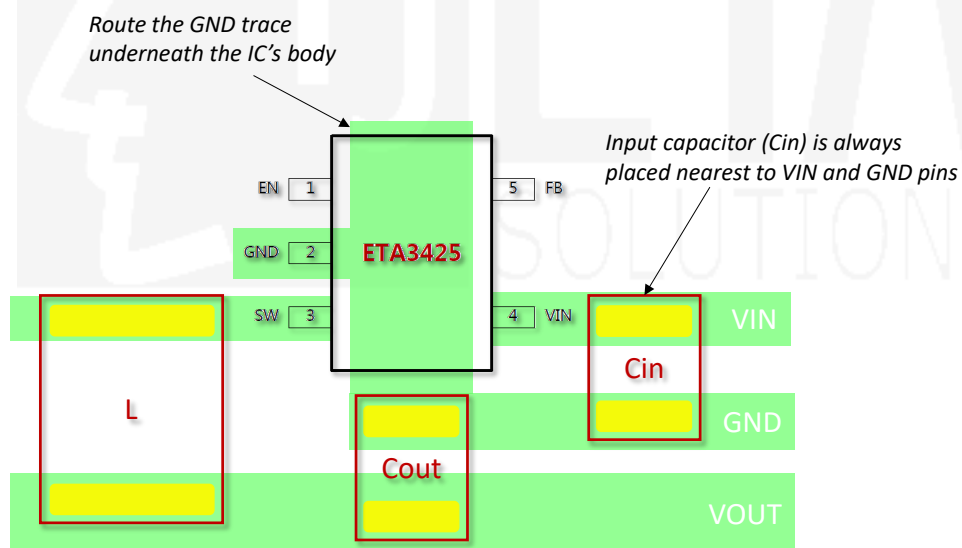 Route the GND trace
underneath the IC's body
Input capacitor (Cin) is always
placed nearest to VIN and GND pins
EN 1
5 FB
GND 2
ETA3425
SW 3
4 VIN
VIN
Cin
L
GND
Cout
VOUT
SOLUTION